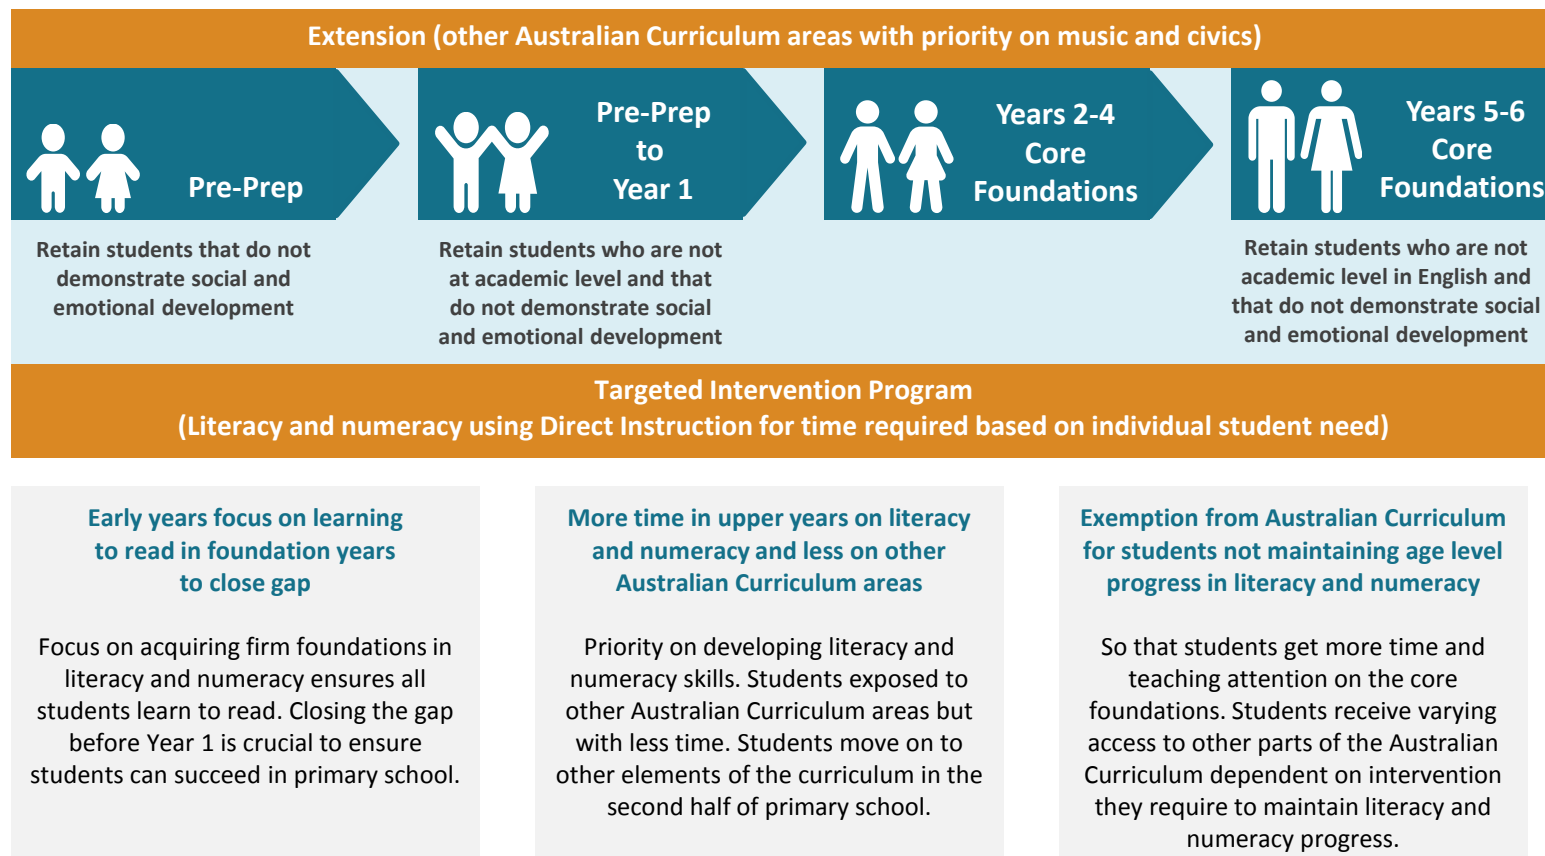 Extension (other Australian Curriculum areas with priority on music and civics)
Pre-Prep
Pre-Prep
to
Year 1
Years 2-4
Core
Foundations
Years 5-6
Core
Foundations
Retain students that do not
demonstrate social and
emotional development
Retain students who are not
at academic level and that
do not demonstrate social
and emotional development
Retain students who are not
academic level in English and
that do not demonstrate social
and emotional development
Targeted Intervention Program
(Literacy and numeracy using Direct Instruction for time required based on individual student need)
Early years focus on learning
to read in foundation years
to close gap
Focus on acquiring firm foundations in
literacy and numeracy ensures all
students learn to read. Closing the gap
before Year 1 is crucial to ensure
students can succeed in primary school.
More time in upper years on literacy
and numeracy and less on other
Australian Curriculum areas
Priority on developing literacy and
numeracy skills. Students exposed to
other Australian Curriculum areas but
with less time. Students move on to
other elements of the curriculum in the
second half of primary school.
Exemption from Australian Curriculum
for students not maintaining age level
progress in literacy and numeracy
So that students get more time and
teaching attention on the core
foundations. Students receive varying
access to other parts of the Australian
Curriculum dependent on intervention
they require to maintain literacy and
numeracy progress.